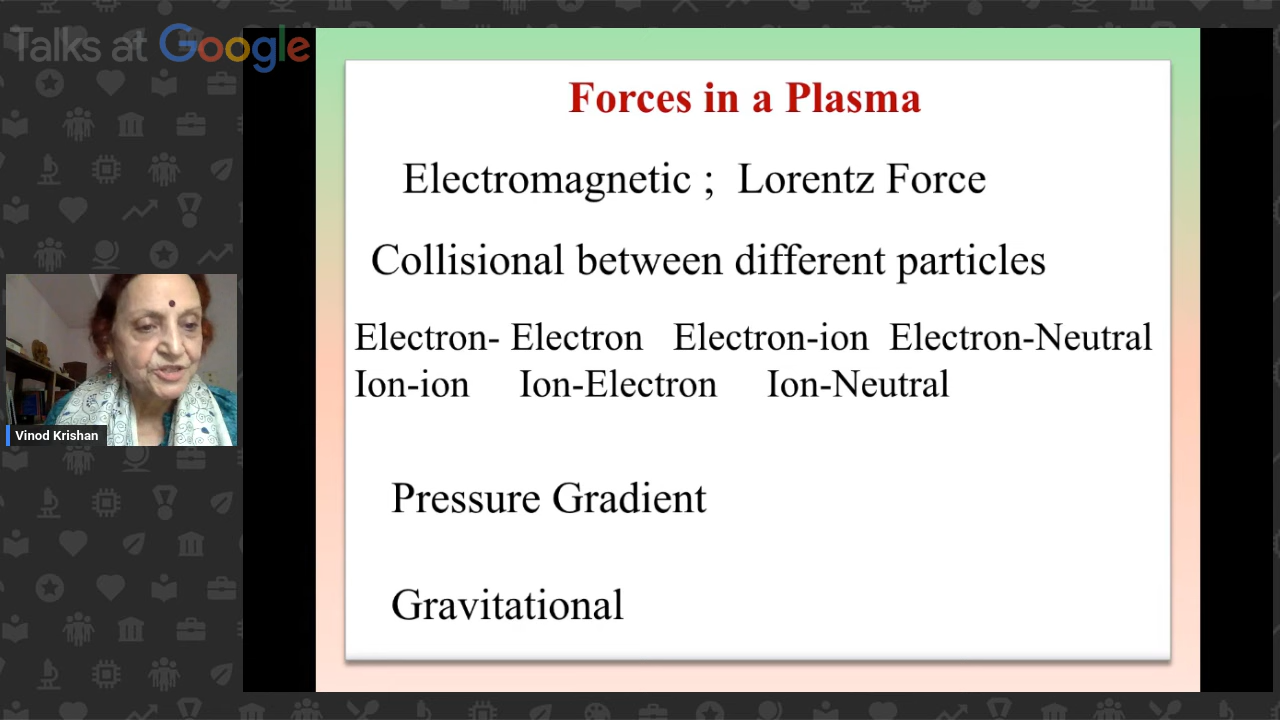 Talks at Google
Forces in a Plasma
Electromagnetic ; Lorentz Force
Collisional between different particles
Electron- Electron Electron-ion Electron-Neutral
Ion-ion Ion-Electron Ion-Neutral
Vinod Krishan
Pressure Gradient
Gravitational